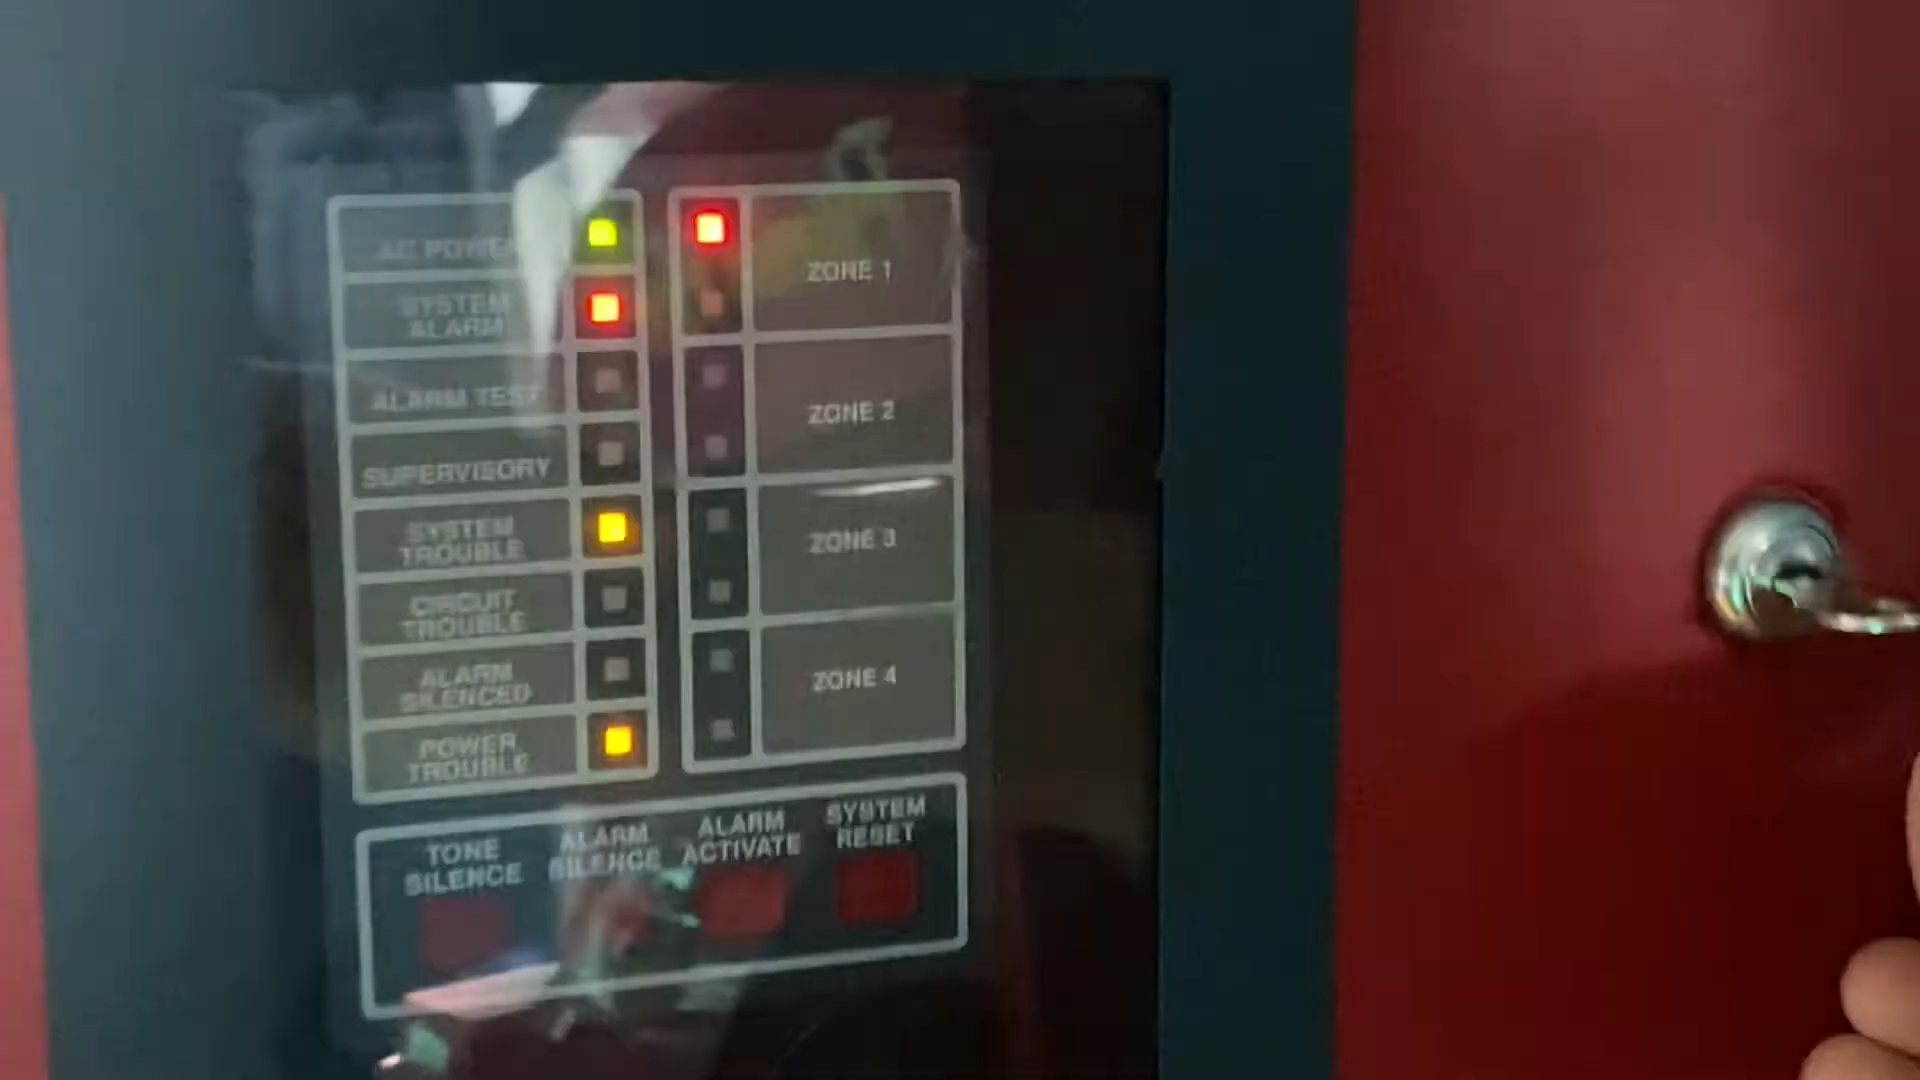 AC POWER
SYSTEM
ALARM
ALARM TEST
SUPERVISORY
SYSTEM
TROUBLE
CIRCUIT
TROUBLE
ALARM
SILENCED
POWER
TROUBLE
ZONE 1
ZONE 2
ZONE 3
ZONE 4
TONE
SILENCE
ALARM
SILENCE
ALARM
ACTIVATE
SYSTEM
RESET